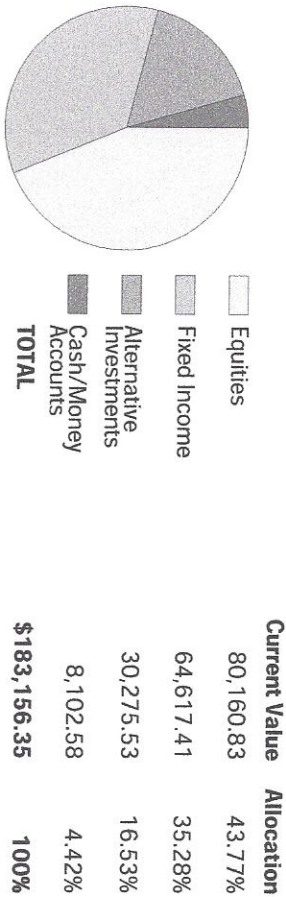 Current Value Allocation
Equities 80,160.83 43.77%
Fixed Income 64,617.41 35.28%
Alternative
Investments 30,275.53 16.53%
Cash/Money
Accounts 8,102.58 4.42%
TOTAL $183,156.35 100%